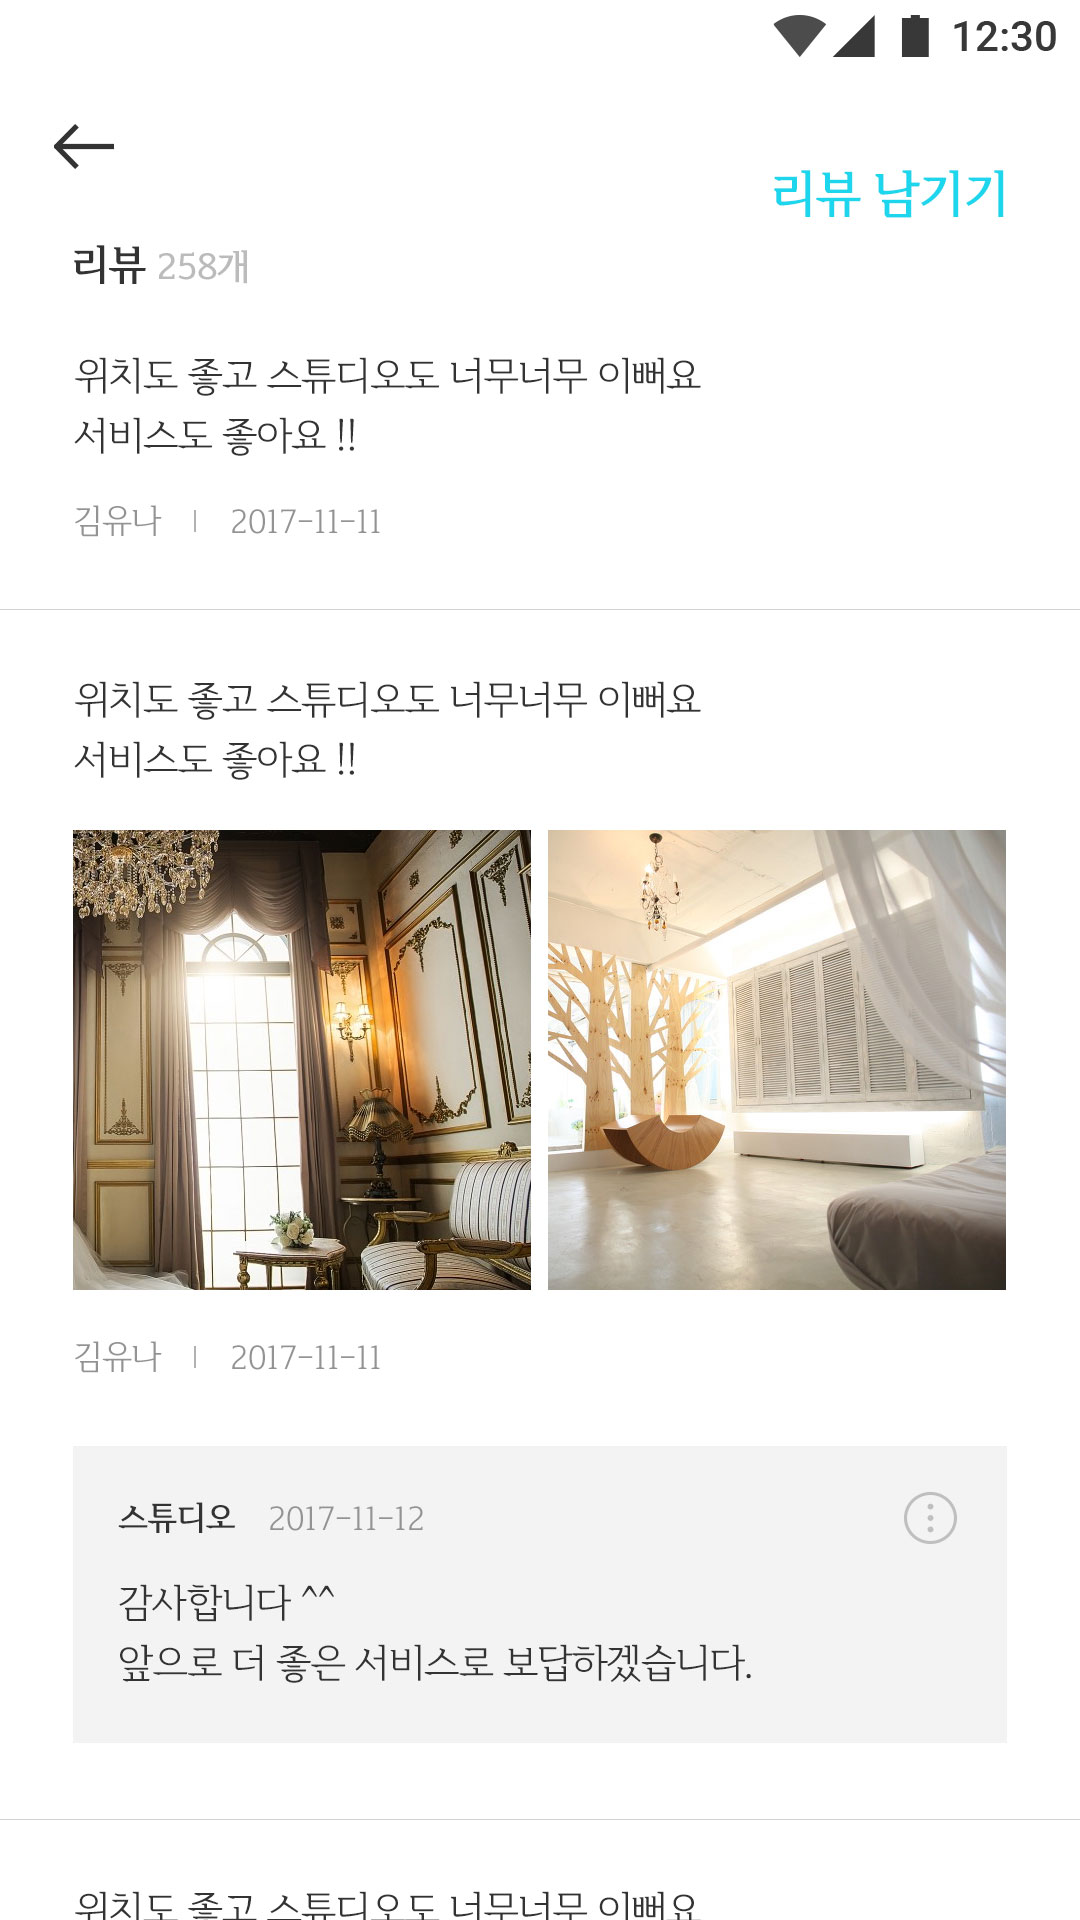 12:30
리뷰 남기기
리뷰 258개
위치도 좋고 스튜디오도 너무너무 이뻐요
서비스도 좋아요 !!
김유나 | 2017-11-11
위치도 좋고 스튜디오도 너무너무 이뻐요
서비스도 좋아요 !!
김유나 | 2017-11-11
스튜디오 2017-11-12
감사합니다 ^^
앞으로 더 좋은 서비스로 보답하겠습니다.
위치도 좋고 스튜디오도 너무너무 이뻐요